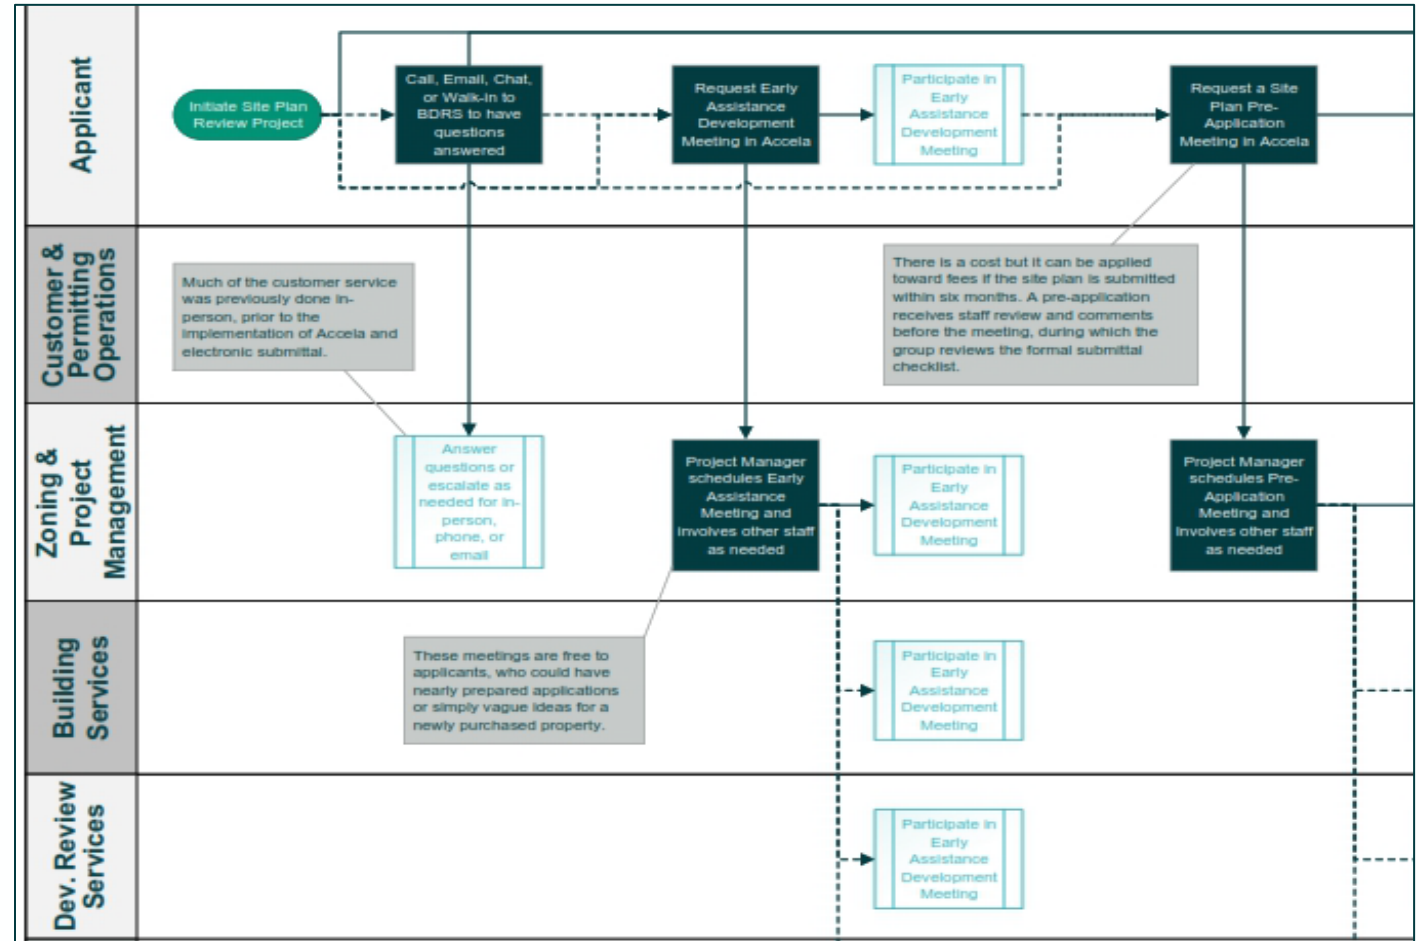 Applicant
Initiate Site Plan
Review Project
Call, Email, Chat,
or Walk-in to
BDRS to have
questions
answered
Request Early
Assistance
Development
Meeting in Accela
Participate in
Early
Assistance
Development
Meeting
Request a Site
Plan Pre-
Application
Meeting in Accela
Customer &
Permitting
Operations
Much of the customer service
was previously done in-
person, prior to the
implementation of Accela and
electronic submittal.
There is a cost but it can be applied
toward fees if the site plan is submitted
within six months. A pre-application
receives staff review and comments
before the meeting, during which the
group reviews the formal submittal
checklist.
Zoning &
Project
Management
Answer
questions or
escalate as
needed for in-
person,
phone, or
email
Project Manager
schedules Early
Assistance
Meeting and
involves other staff
as needed
Participate in
Early
Assistance
Development
Meeting
Project Manager
schedules Pre-
Application
Meeting and
involves other staff
as needed
Building
Services
These meetings are free to
applicants, who could have
nearly prepared applications
or simply vague ideas for a
newly purchased property.
Participate in
Early
Assistance
Development
Meeting
Dev. Review
Services
Participate in
Early
Assistance
Development
Meeting